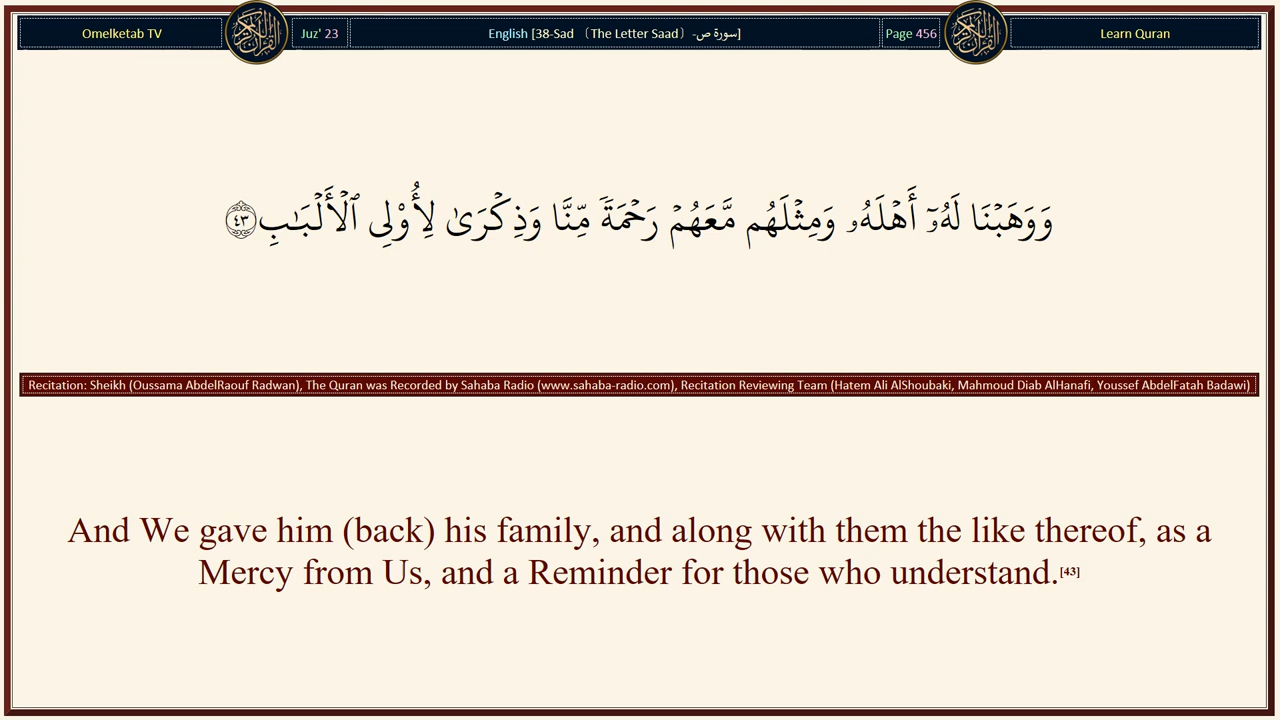 Omelketab TV
Juz' 23
English [38-Sad （The Letter Saad） -سورة ص]
Page 456
Learn Quran
وَوَهَبۡنَا لَهُۥٓ أَهۡلَهُۥ وَمِثۡلَهُم مَّعَهُمۡ رَحۡمَةٗ مِّنَّا وَذِكۡرَىٰ لِأُوْلِي ٱلۡأَلۡبَٰبِ ٤٣
Recitation: Sheikh (Oussama AbdelRaouf Radwan), The Quran was Recorded by Sahaba Radio (www.sahaba-radio.com), Recitation Reviewing Team (Hatem Ali AlShoubaki, Mahmoud Diab AlHanafi, Youssef AbdelFatah Badawi)
And We gave him (back) his family, and along with them the like thereof, as a
Mercy from Us, and a Reminder for those who understand.[43]